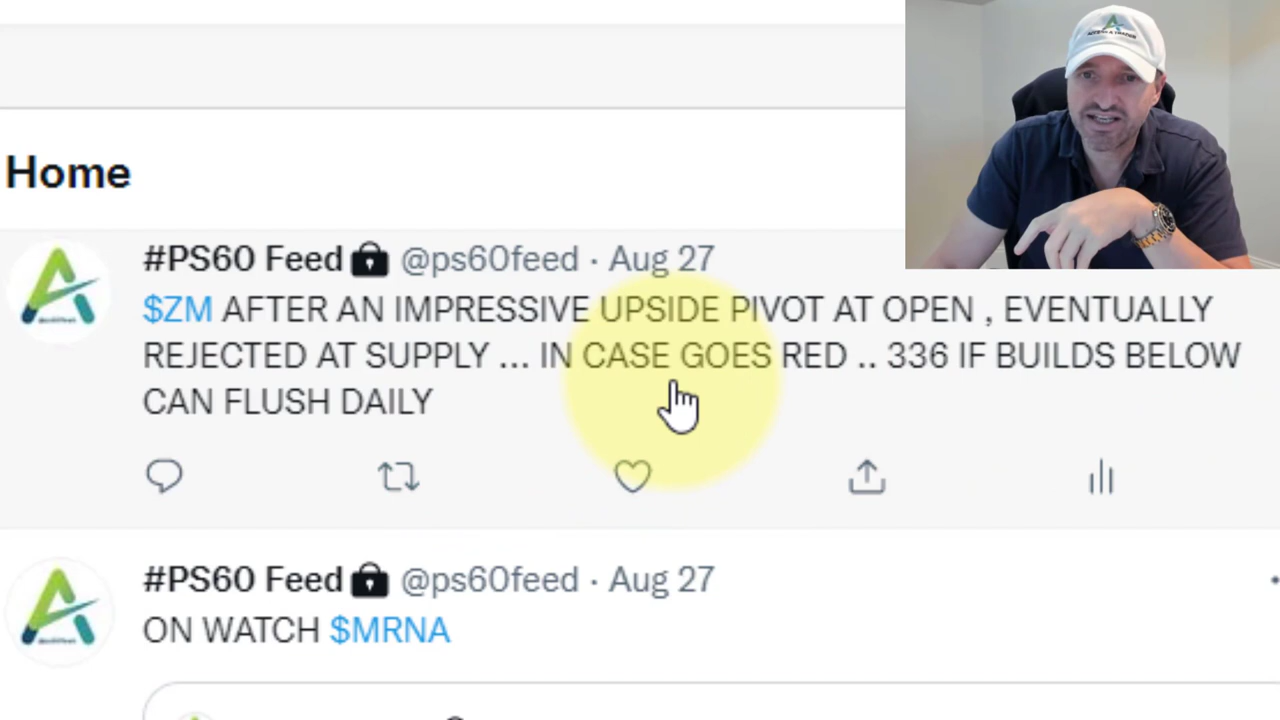 Home
#PS60 Feed @ps60feed · Aug 27
$ZM AFTER AN IMPRESSIVE UPSIDE PIVOT AT OPEN , EVENTUALLY
REJECTED AT SUPPLY ... IN CASE GOES RED .. 336 IF BUILDS BELOW
CAN FLUSH DAILY
#PS60 Feed @ps60feed · Aug 27
ON WATCH $MRNA